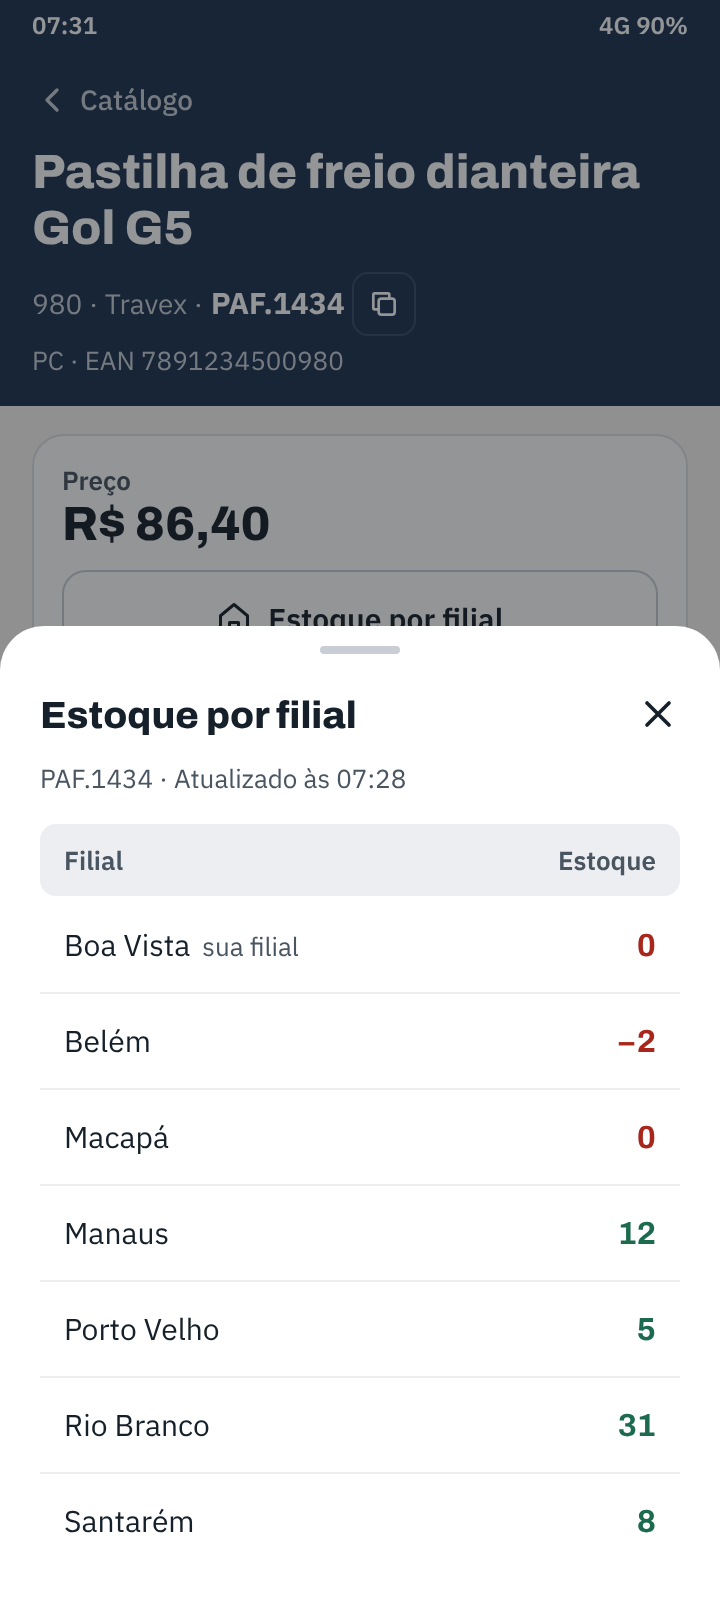 07:31 4G 90%
Catálogo
Pastilha de freio dianteira
Gol G5
980 · Travex · PAF.1434
PC · EAN 7891234500980
Preço
R$ 86,40
Estoque por filial
Estoque por filial
PAF.1434 · Atualizado às 07:28
Filial Estoque
Boa Vista sua filial 0
Belém –2
Macapá 0
Manaus 12
Porto Velho 5
Rio Branco 31
Santarém 8